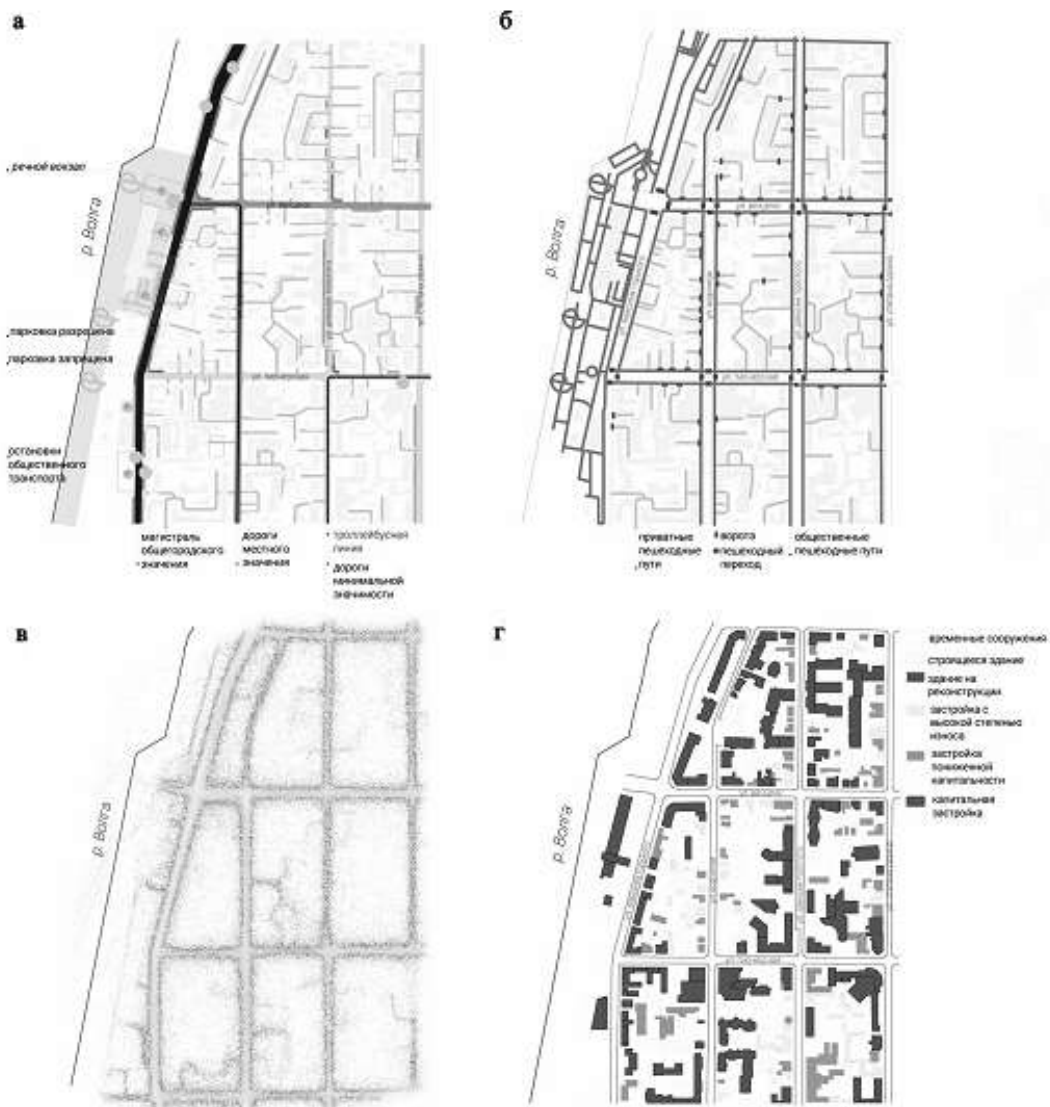 а
речной вокзал
р. Волга
парковка разрешена
парковка запрещена
остановки
общественного
транспорта
магистраль
общегородского
значения
дороги
местного
значения
троллейбусная
линия
дороги
минимальной
значимости
б
р. Волга
приватные
пешеходные
пути
ворота
пешеходный
переход
общественные
пешеходные пути
в
р. Волга
г
р. Волга
временные сооружения
строящееся здание
здание на
реконструкции
застройка с
высокой степенью
износа
застройка
пониженной
капитальности
капитальная
застройка